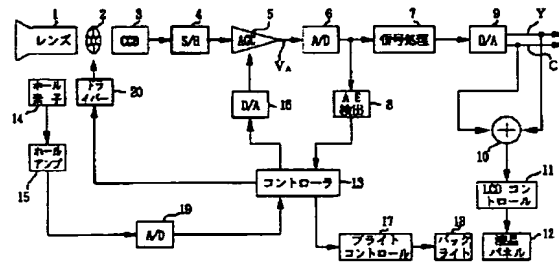 1
2
3
4
5
6
7
9
Y
レンズ
CCD
S/H
AGC
A/D
信号処理
D/A
C
VA
ホール
素子
14
ドライバー
20
D/A
16
AE
検出
8
10
ホール
アンプ
15
コントローラ
13
11
LCDコント
ロール
19
A/D
17
ブライトコ
ントロール
18
バック
ライト
液晶
パネル
12